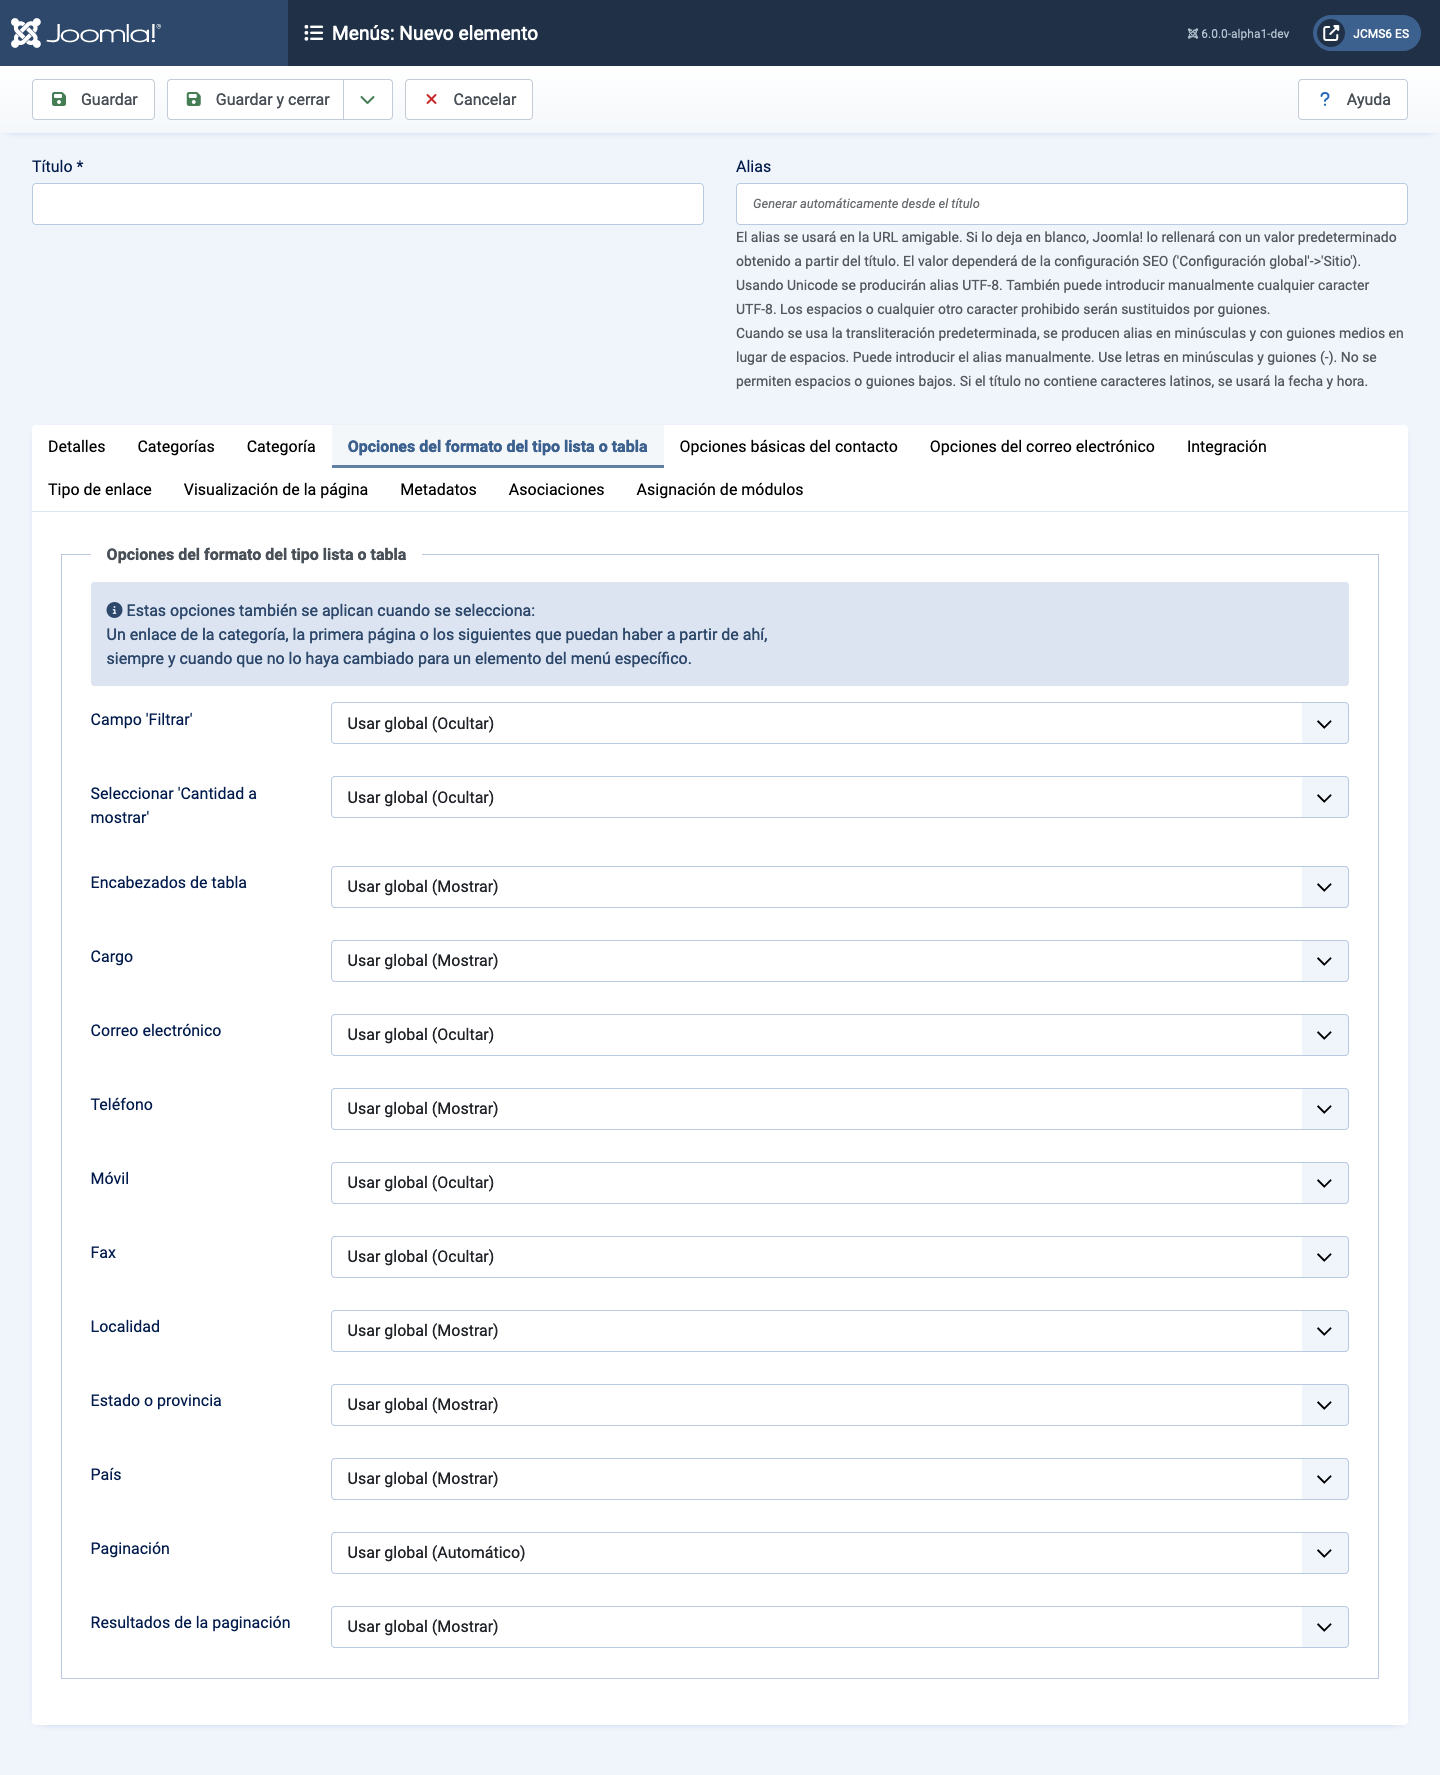 Joomla!®
Menús: Nuevo elemento
6.0.0-alpha1-dev
JCMS6 ES
Guardar
Guardar y cerrar
Cancelar
? Ayuda
Título *
Alias
Generar automáticamente desde el título
El alias se usará en la URL amigable. Si lo deja en blanco, Joomla! lo rellenará con un valor predeterminado
obtenido a partir del título. El valor dependerá de la configuración SEO ('Configuración global'->'Sitio').
Usando Unicode se producirán alias UTF-8. También puede introducir manualmente cualquier caracter
UTF-8. Los espacios o cualquier otro caracter prohibido serán sustituidos por guiones.
Cuando se usa la transliteración predeterminada, se producen alias en minúsculas y con guiones medios en
lugar de espacios. Puede introducir el alias manualmente. Use letras en minúsculas y guiones (-). No se
permiten espacios o guiones bajos. Si el título no contiene caracteres latinos, se usará la fecha y hora.
Detalles
Categorías
Categoría
Opciones del formato del tipo lista o tabla
Opciones básicas del contacto
Opciones del correo electrónico
Integración
Tipo de enlace
Visualización de la página
Metadatos
Asociaciones
Asignación de módulos
Opciones del formato del tipo lista o tabla
Estas opciones también se aplican cuando se selecciona:
Un enlace de la categoría, la primera página o los siguientes que puedan haber a partir de ahí,
siempre y cuando que no lo haya cambiado para un elemento del menú específico.
Campo 'Filtrar'
Usar global (Ocultar)
Seleccionar 'Cantidad a
mostrar'
Usar global (Ocultar)
Encabezados de tabla
Usar global (Mostrar)
Cargo
Usar global (Mostrar)
Correo electrónico
Usar global (Ocultar)
Teléfono
Usar global (Mostrar)
Móvil
Usar global (Ocultar)
Fax
Usar global (Ocultar)
Localidad
Usar global (Mostrar)
Estado o provincia
Usar global (Mostrar)
País
Usar global (Mostrar)
Paginación
Usar global (Automático)
Resultados de la paginación
Usar global (Mostrar)